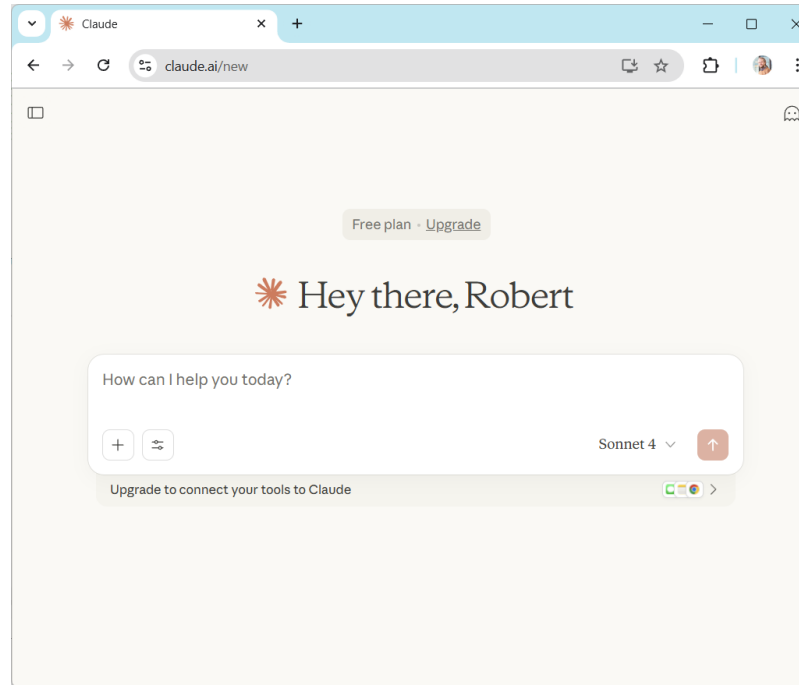 Claude
claude.ai/new
Free plan · Upgrade
Hey there, Robert
How can I help you today?
Sonnet 4
Upgrade to connect your tools to Claude